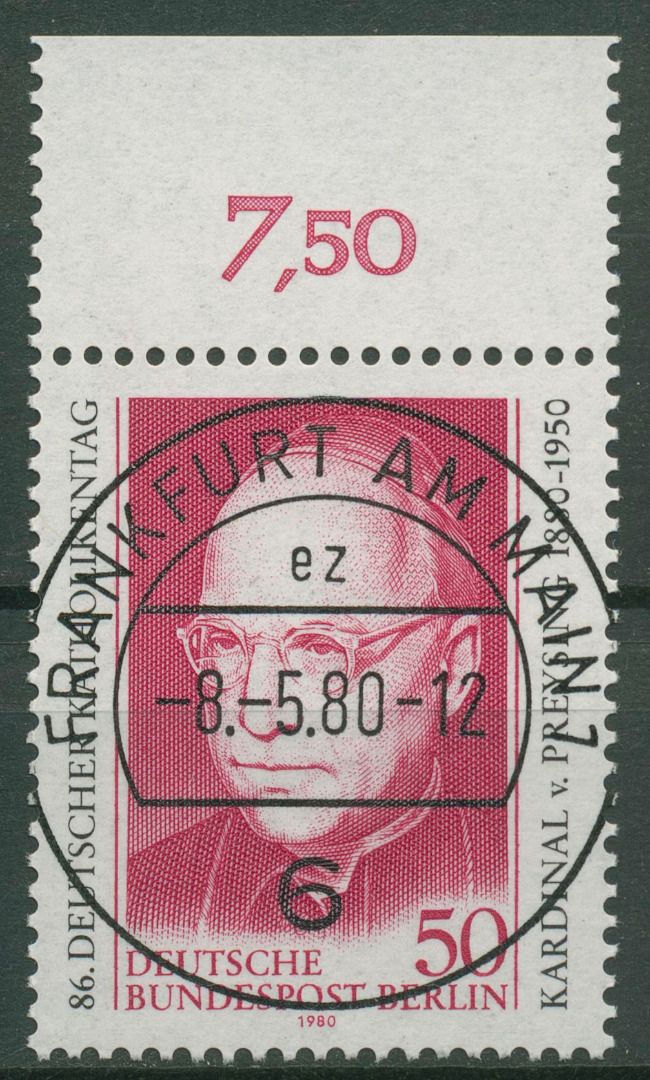 7,50
86. DEUTSCHER KATHOLIKENTAG
KARDINAL v. PREYSING 1880-1950
FRANKFURT AM MAIN
ez
-8.-5.80-12
6
50
DEUTSCHE
BUNDESPOST BERLIN
1980